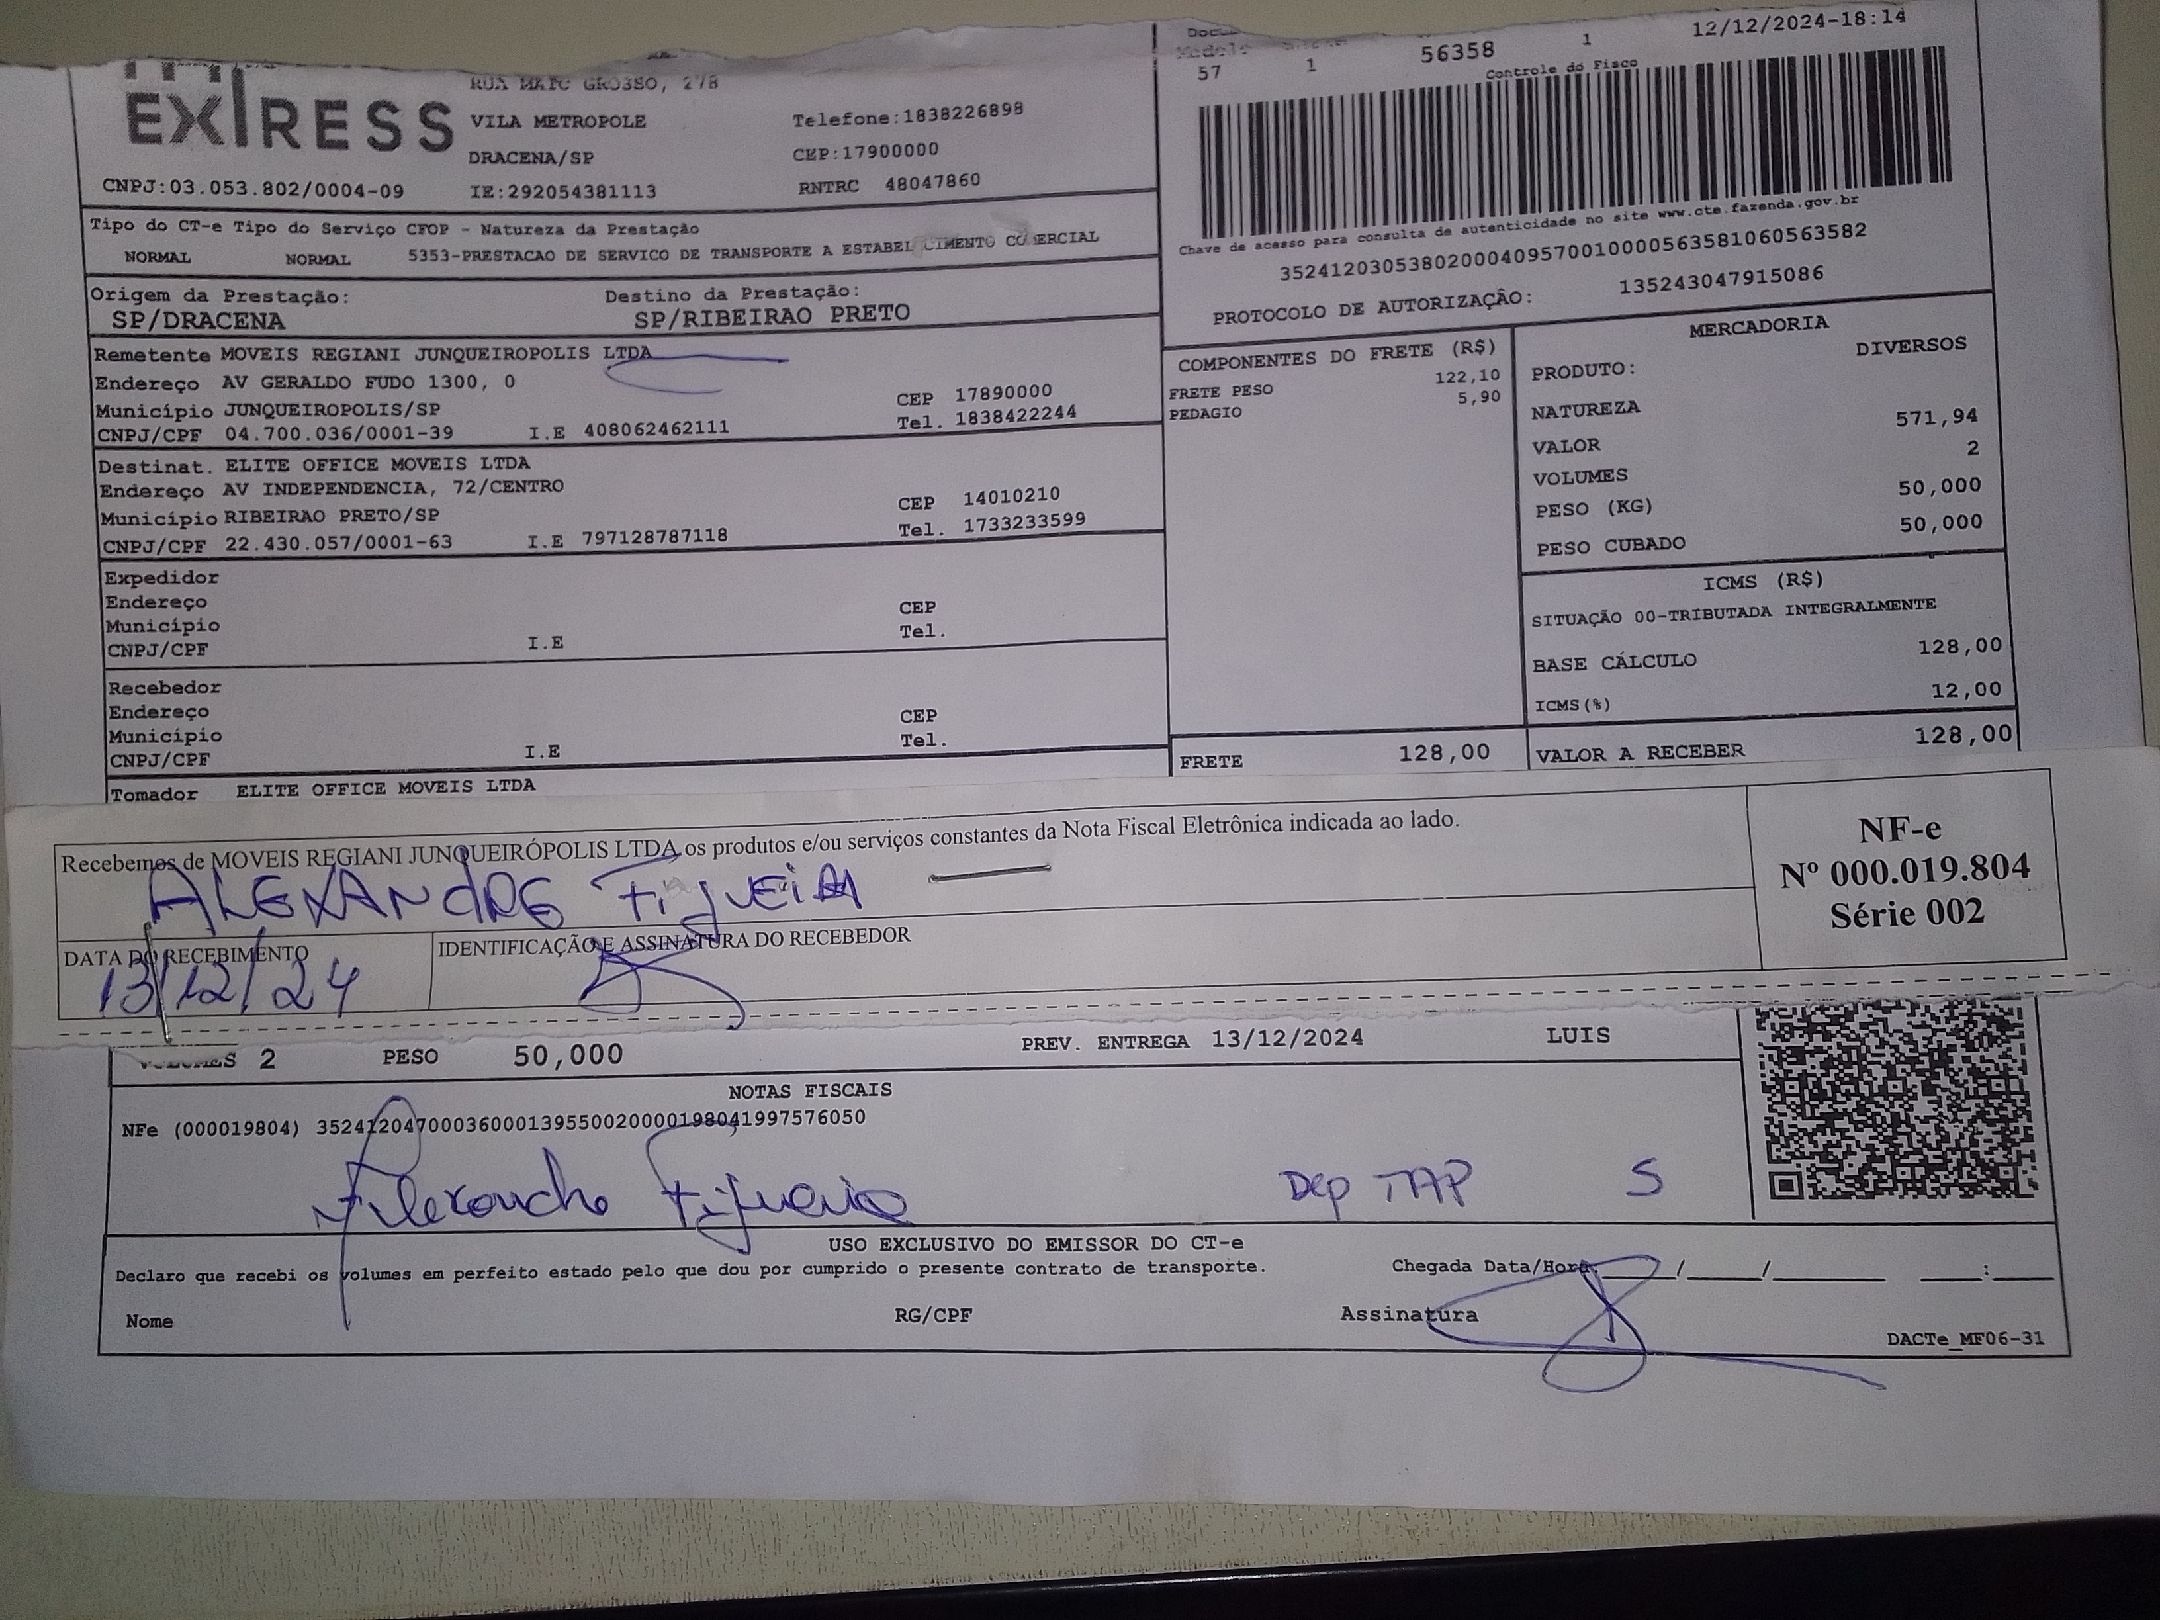 EXPRESS
RUA MATO GROSSO, 278
VILA METROPOLE
Telefone:1838226898
DRACENA/SP
CEP:17900000
CNPJ:03.053.802/0004-09
IE:292054381113
RNTRC 48047860
Modelo
57 1 56358 1 12/12/2024-18:14
Controle do Fisco
Chave de acesso para consulta de autenticidade no site www.cte.fazenda.gov.br
35241203053802000409570010000563581060563582
PROTOCOLO DE AUTORIZAÇÃO: 135243047915086
Tipo do CT-e Tipo do Serviço CFOP - Natureza da Prestação
NORMAL NORMAL 5353-PRESTACAO DE SERVICO DE TRANSPORTE A ESTABELECIMENTO COMERCIAL
Origem da Prestação: Destino da Prestação:
SP/DRACENA SP/RIBEIRAO PRETO
Remetente MOVEIS REGIANI JUNQUEIROPOLIS LTDA
Endereço AV GERALDO FUDO 1300, 0 CEP 17890000
Município JUNQUEIROPOLIS/SP Tel. 1838422244
CNPJ/CPF 04.700.036/0001-39 I.E 408062462111
Destinat. ELITE OFFICE MOVEIS LTDA
Endereço AV INDEPENDENCIA, 72/CENTRO CEP 14010210
Município RIBEIRAO PRETO/SP Tel. 1733233599
CNPJ/CPF 22.430.057/0001-63 I.E 797128787118
Expedidor
Endereço CEP
Município Tel.
CNPJ/CPF I.E
Recebedor
Endereço CEP
Município Tel.
CNPJ/CPF I.E
Tomador ELITE OFFICE MOVEIS LTDA
COMPONENTES DO FRETE (R$)
FRETE PESO 122,10
PEDAGIO 5,90
FRETE 128,00
MERCADORIA
PRODUTO: DIVERSOS
NATUREZA
VALOR 571,94
VOLUMES 2
PESO (KG) 50,000
PESO CUBADO 50,000
ICMS (R$)
SITUAÇÃO 00-TRIBUTADA INTEGRALMENTE
BASE CÁLCULO 128,00
ICMS(%) 12,00
VALOR A RECEBER 128,00
Recebemos de MOVEIS REGIANI JUNQUEIRÓPOLIS LTDA os produtos e/ou serviços constantes da Nota Fiscal Eletrônica indicada ao lado.
ALEXANDRE FIGUEIRA
DATA DO RECEBIMENTO
13/12/24
IDENTIFICAÇÃO E ASSINATURA DO RECEBEDOR
NF-e
Nº 000.019.804
Série 002
VOLUMES 2 PESO 50,000 PREV. ENTREGA 13/12/2024 LUIS
NOTAS FISCAIS
NFe (000019804) 35241204700036000139550020000198041997576050
Alexandre Figueira Dep TAP S
USO EXCLUSIVO DO EMISSOR DO CT-e
Declaro que recebi os volumes em perfeito estado pelo que dou por cumprido o presente contrato de transporte.
Chegada Data/Hora / / :
Nome RG/CPF Assinatura
DACTe_MF06-31